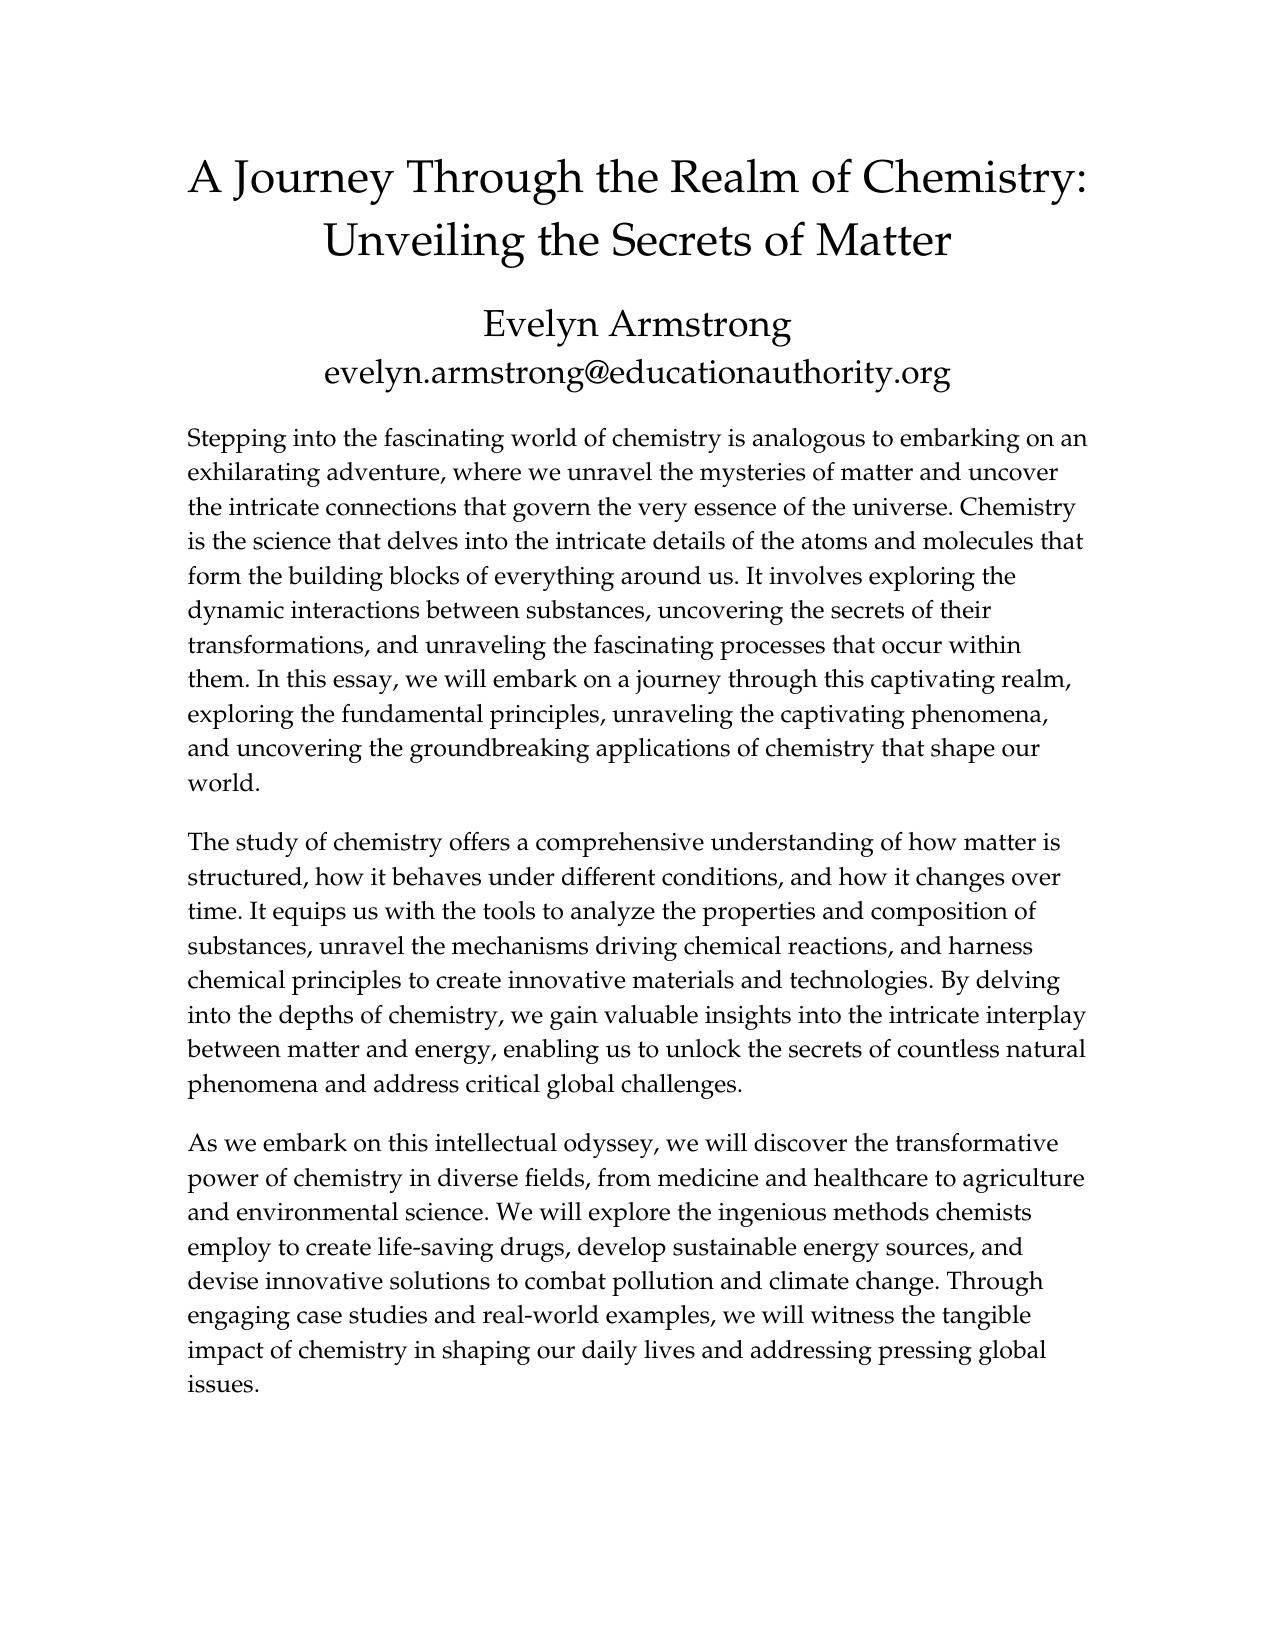 A Journey Through the Realm of Chemistry:
Unveiling the Secrets of Matter
Evelyn Armstrong
evelyn.armstrong@educationauthority.org
Stepping into the fascinating world of chemistry is analogous to embarking on an
exhilarating adventure, where we unravel the mysteries of matter and uncover
the intricate connections that govern the very essence of the universe. Chemistry
is the science that delves into the intricate details of the atoms and molecules that
form the building blocks of everything around us. It involves exploring the
dynamic interactions between substances, uncovering the secrets of their
transformations, and unraveling the fascinating processes that occur within
them. In this essay, we will embark on a journey through this captivating realm,
exploring the fundamental principles, unraveling the captivating phenomena,
and uncovering the groundbreaking applications of chemistry that shape our
world.
The study of chemistry offers a comprehensive understanding of how matter is
structured, how it behaves under different conditions, and how it changes over
time. It equips us with the tools to analyze the properties and composition of
substances, unravel the mechanisms driving chemical reactions, and harness
chemical principles to create innovative materials and technologies. By delving
into the depths of chemistry, we gain valuable insights into the intricate interplay
between matter and energy, enabling us to unlock the secrets of countless natural
phenomena and address critical global challenges.
As we embark on this intellectual odyssey, we will discover the transformative
power of chemistry in diverse fields, from medicine and healthcare to agriculture
and environmental science. We will explore the ingenious methods chemists
employ to create life-saving drugs, develop sustainable energy sources, and
devise innovative solutions to combat pollution and climate change. Through
engaging case studies and real-world examples, we will witness the tangible
impact of chemistry in shaping our daily lives and addressing pressing global
issues.